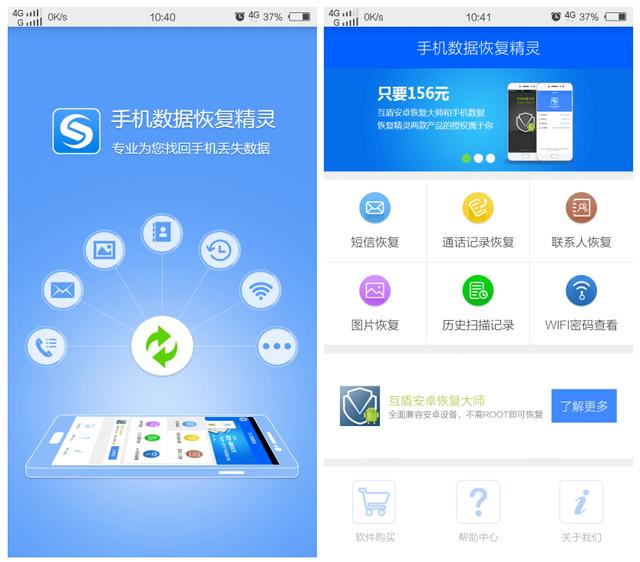 4G G 0K/s 10:40 4G 37%
手机数据恢复精灵
专业为您找回手机丢失数据
4G G 0K/s 10:41 4G 37%
手机数据恢复精灵
只要156元
互盾安卓恢复大师和手机数据
恢复精灵两款产品的授权属于你
短信恢复 通话记录恢复 联系人恢复
图片恢复 历史扫描记录 WIFI密码查看
互盾安卓恢复大师
全面兼容安卓设备，不需ROOT即可恢复
了解更多
软件购买 帮助中心 关于我们